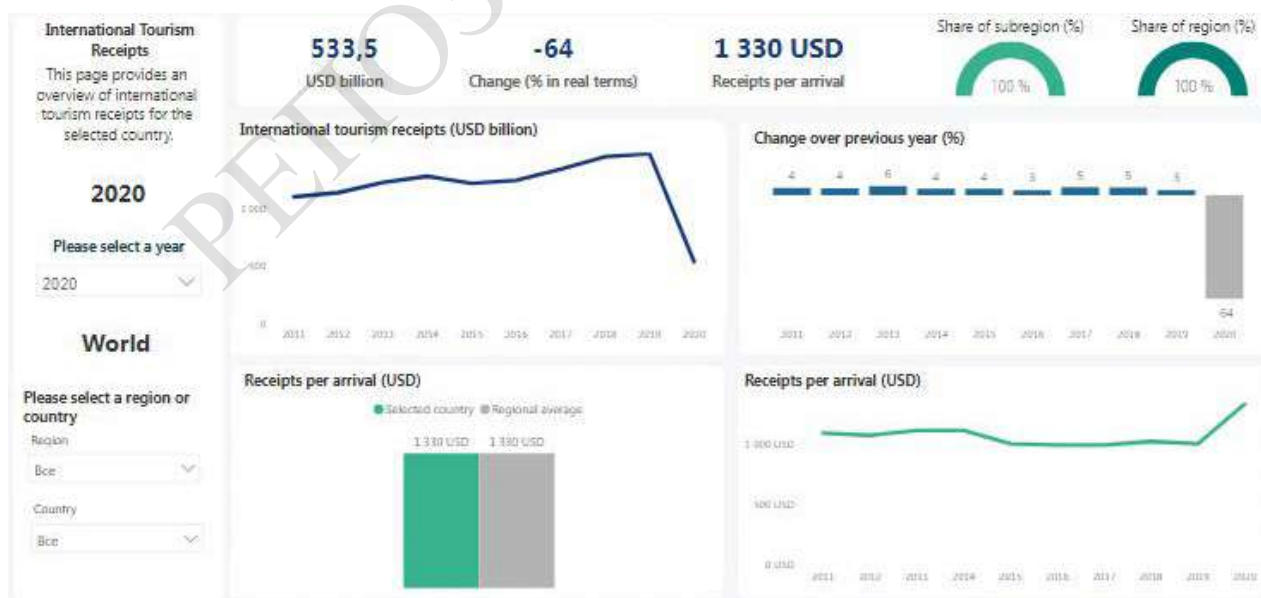 International Tourism
Receipts
This page provides an
overview of international
tourism receipts for the
selected country.
2020
Please select a year
2020
World
Please select a region or
country
Region
Все
Country
Все
533,5
USD billion
-64
Change (% in real terms)
1 330 USD
Receipts per arrival
Share of subregion (%)
100 %
Share of region (%)
100 %
International tourism receipts (USD billion)
1 000
500
0
2011 2012 2013 2014 2015 2016 2017 2018 2019 2020
Change over previous year (%)
4 4 6 4 4 3 5 5 3
-64
2011 2012 2013 2014 2015 2016 2017 2018 2019 2020
Receipts per arrival (USD)
Selected country Regional average
1 330 USD 1 330 USD
Receipts per arrival (USD)
1 000 USD
500 USD
0 USD
2011 2012 2013 2014 2015 2016 2017 2018 2019 2020